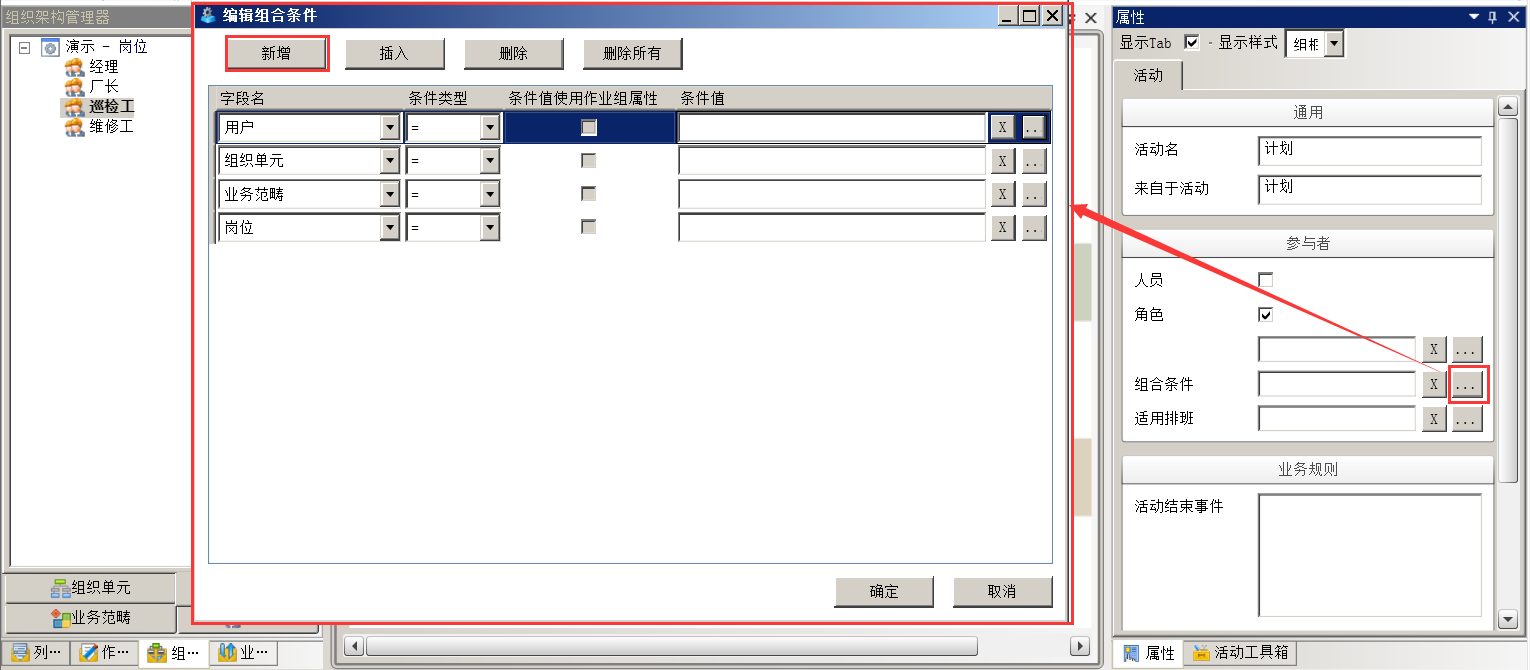 组织架构管理器
演示 - 岗位
经理
厂长
巡检工
维修工
组织单元
业务范畴
列…
作…
组…
业…
编辑组合条件
新增
插入
删除
删除所有
字段名 条件类型 条件值使用作业组属性 条件值
用户 = X ..
组织单元 = X ..
业务范畴 = X ..
岗位 = X ..
确定
取消
属性
显示Tab - 显示样式
活动
通用
活动名 计划
来自于活动 计划
参与者
人员
角色
X ...
组合条件 X ...
适用排班 X ...
业务规则
活动结束事件
属性
活动工具箱